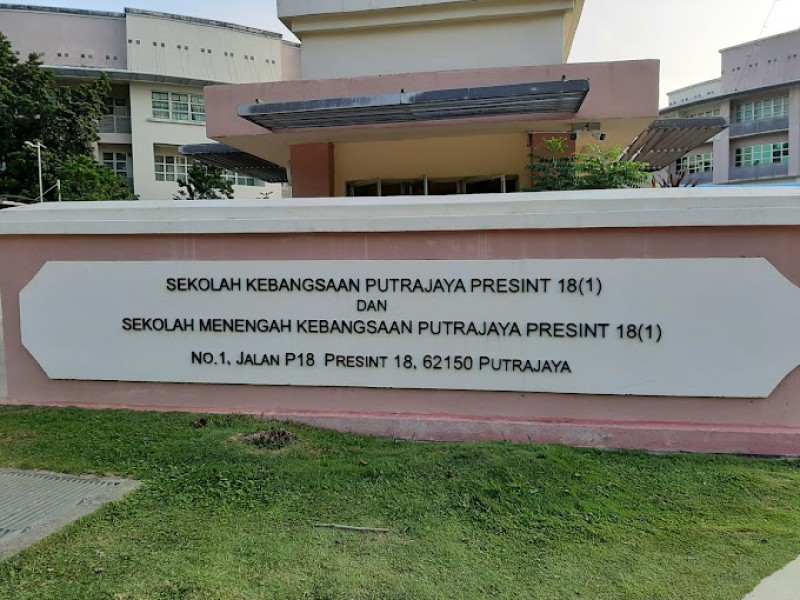 SEKOLAH KEBANGSAAN PUTRAJAYA PRESINT 18(1)
DAN
SEKOLAH MENENGAH KEBANGSAAN PUTRAJAYA PRESINT 18(1)
NO.1, JALAN P18 PRESINT 18, 62150 PUTRAJAYA